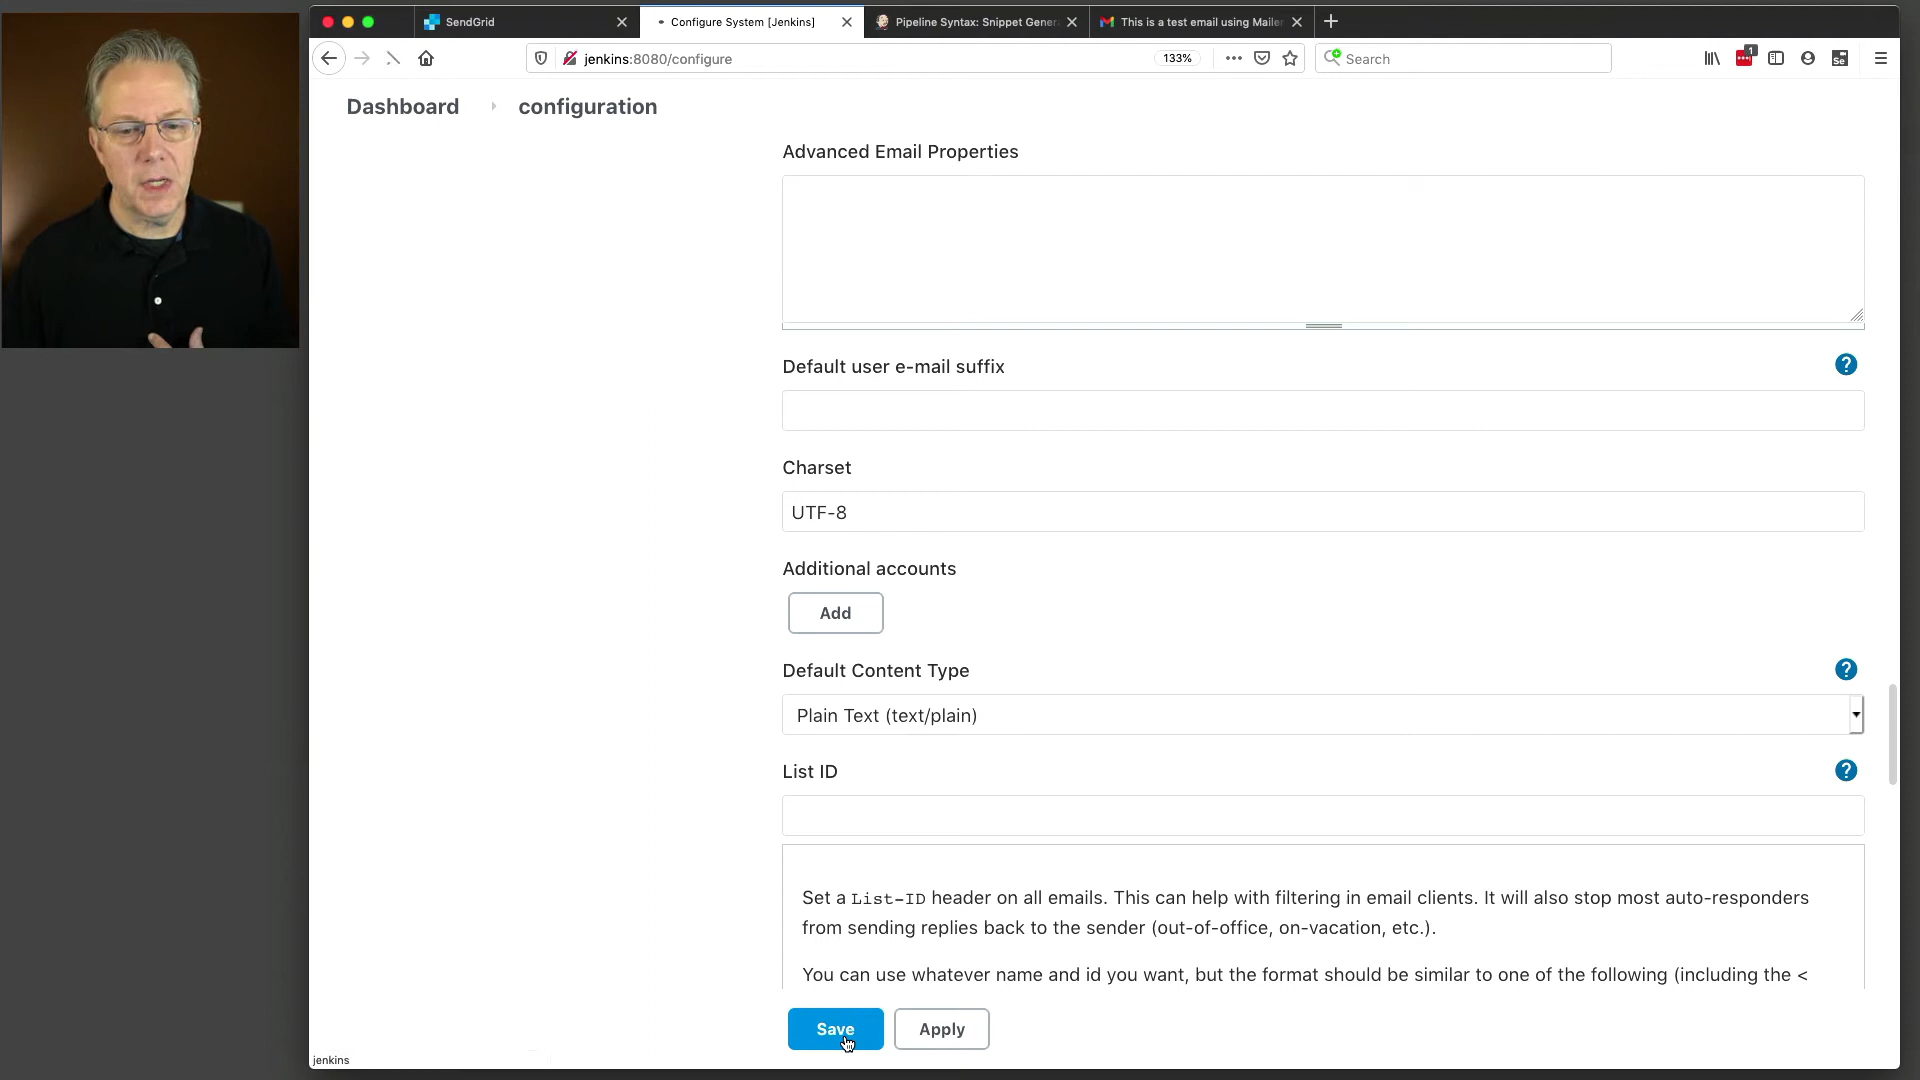 SendGrid
Configure System [Jenkins]
Pipeline Syntax: Snippet Gener
This is a test email using Mailer
jenkins:8080/configure
133%
Search
1
Se
Dashboard
configuration
Advanced Email Properties
Default user e-mail suffix
?
Charset
UTF-8
Additional accounts
Add
Default Content Type
?
Plain Text (text/plain)
List ID
?
Set a List-ID header on all emails. This can help with filtering in email clients. It will also stop most auto-responders
from sending replies back to the sender (out-of-office, on-vacation, etc.).
You can use whatever name and id you want, but the format should be similar to one of the following (including the <
Save
Apply
jenkins